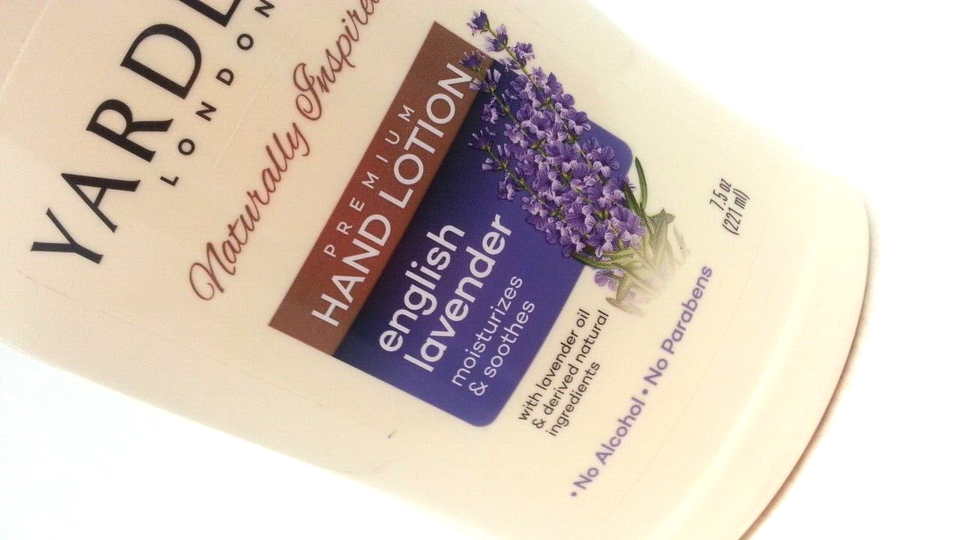 YARDL
LONDON
Naturally Inspired
PREMIUM
HAND LOTION
english
lavender
moisturizes
& soothes
with lavender oil
& derived natural
ingredients
7.5 oz
(221 ml)
• No Alcohol • No Parabens